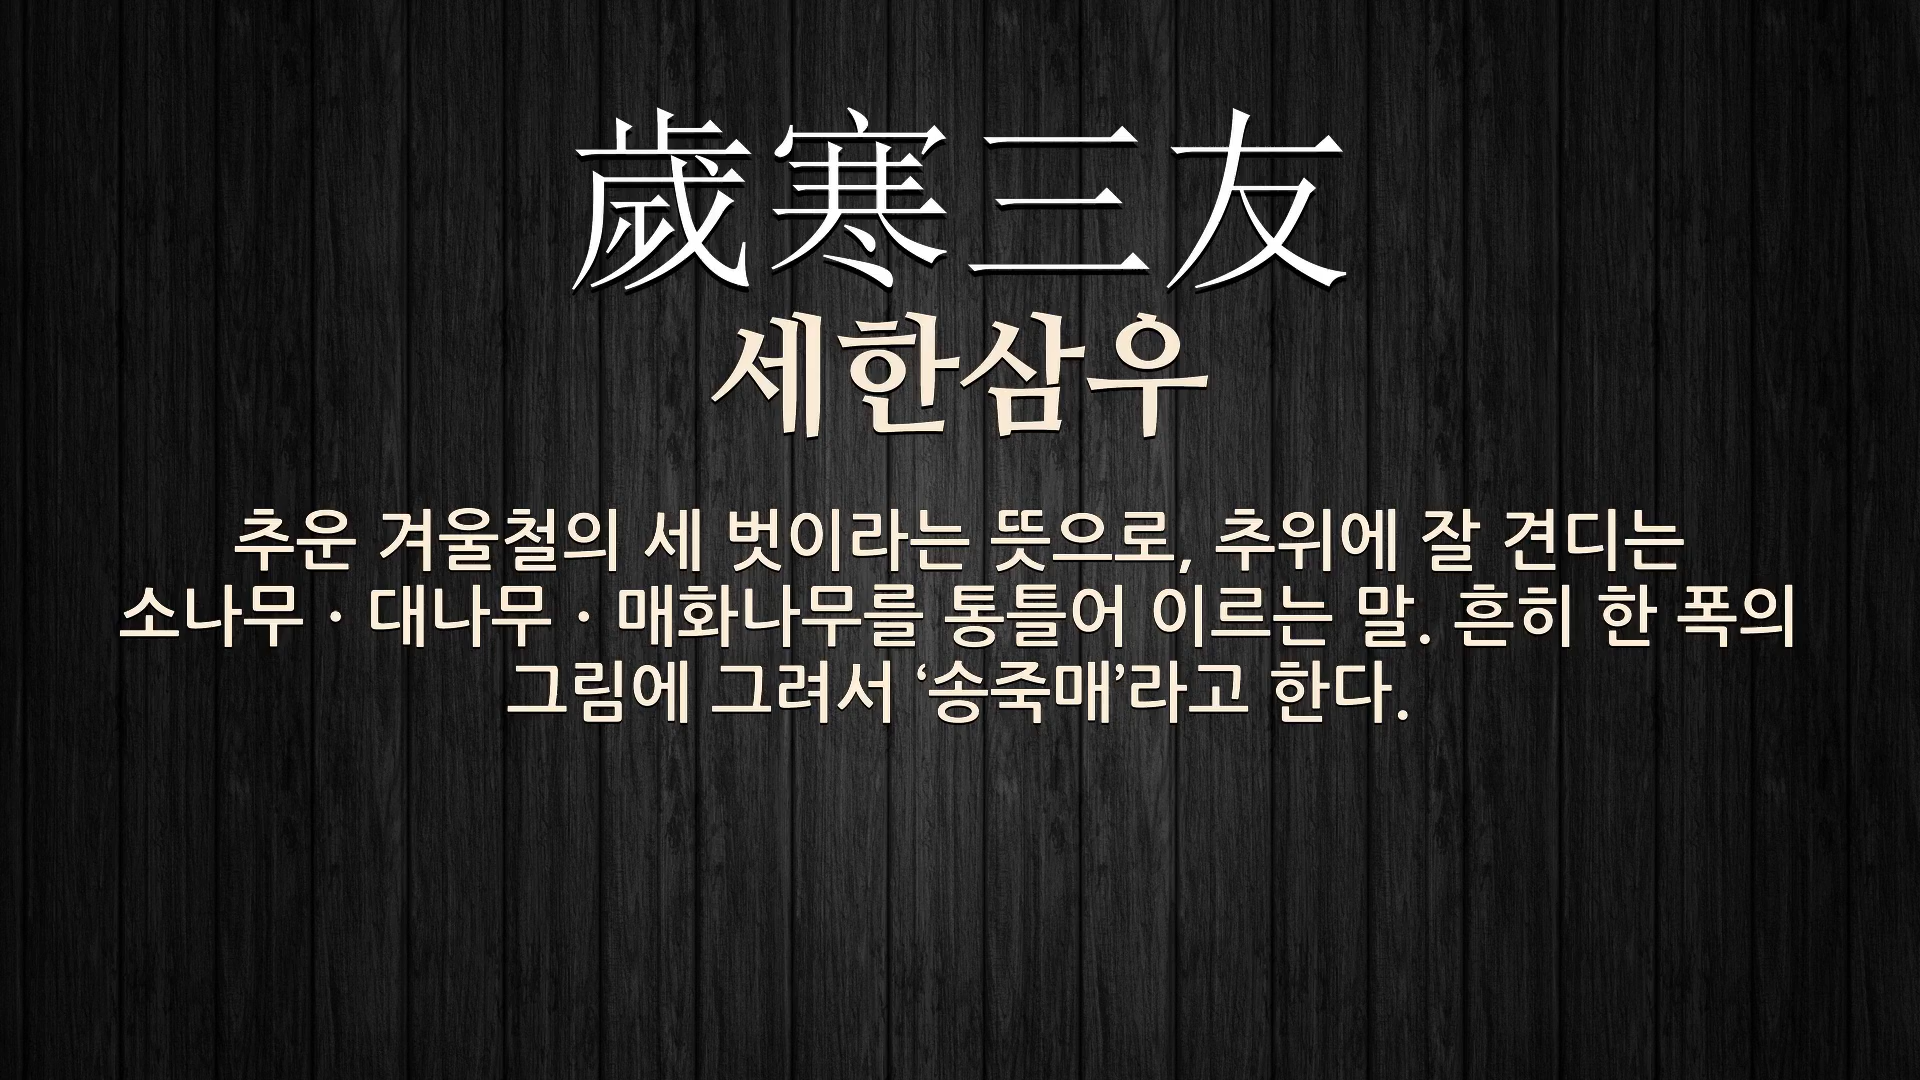 歲寒三友
세한삼우
추운 겨울철의 세 벗이라는 뜻으로, 추위에 잘 견디는
소나무 · 대나무 · 매화나무를 통틀어 이르는 말. 흔히 한 폭의
그림에 그려서 ‘송죽매’라고 한다.